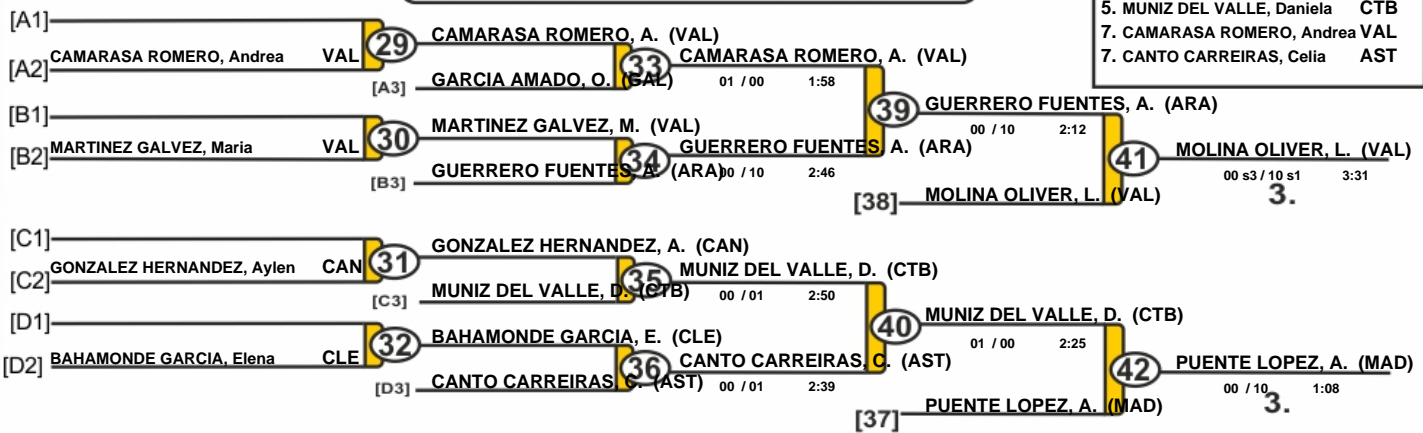 5. MUNIZ DEL VALLE, Daniela CTB
7. CAMARASA ROMERO, Andrea VAL
7. CANTO CARREIRAS, Celia AST
[A1]
[A2] CAMARASA ROMERO, Andrea VAL
29
CAMARASA ROMERO, A. (VAL)
[A3] GARCIA AMADO, O. (GAL)
33
CAMARASA ROMERO, A. (VAL)
01 / 00 1:58
[B1]
[B2] MARTINEZ GALVEZ, Maria VAL
30
MARTINEZ GALVEZ, M. (VAL)
[B3] GUERRERO FUENTES, A. (ARA)
34
GUERRERO FUENTES, A. (ARA)
00 / 10 2:46
39
GUERRERO FUENTES, A. (ARA)
00 / 10 2:12
[38] MOLINA OLIVER, L. (VAL)
41
MOLINA OLIVER, L. (VAL)
00 s3 / 10 s1 3:31
3.
[C1]
[C2] GONZALEZ HERNANDEZ, Aylen CAN
31
GONZALEZ HERNANDEZ, A. (CAN)
[C3] MUNIZ DEL VALLE, D. (CTB)
35
MUNIZ DEL VALLE, D. (CTB)
00 / 01 2:50
[D1]
[D2] BAHAMONDE GARCIA, Elena CLE
32
BAHAMONDE GARCIA, E. (CLE)
[D3] CANTO CARREIRAS, C. (AST)
36
CANTO CARREIRAS, C. (AST)
00 / 01 2:39
40
MUNIZ DEL VALLE, D. (CTB)
01 / 00 2:25
[37] PUENTE LOPEZ, A. (MAD)
42
PUENTE LOPEZ, A. (MAD)
00 / 10 1:08
3.